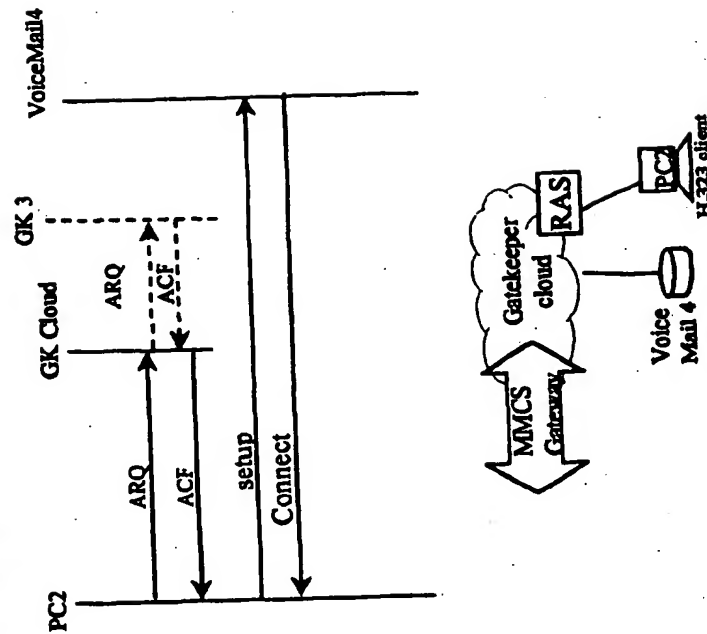 PC2
GK Cloud
GK 3
VoiceMail4
ARQ
ARQ
ACF
ACF
setup
Connect
MMCS
Gateway
Gatekeeper
cloud
RAS
Voice
Mail 4
PC2
H.323 client